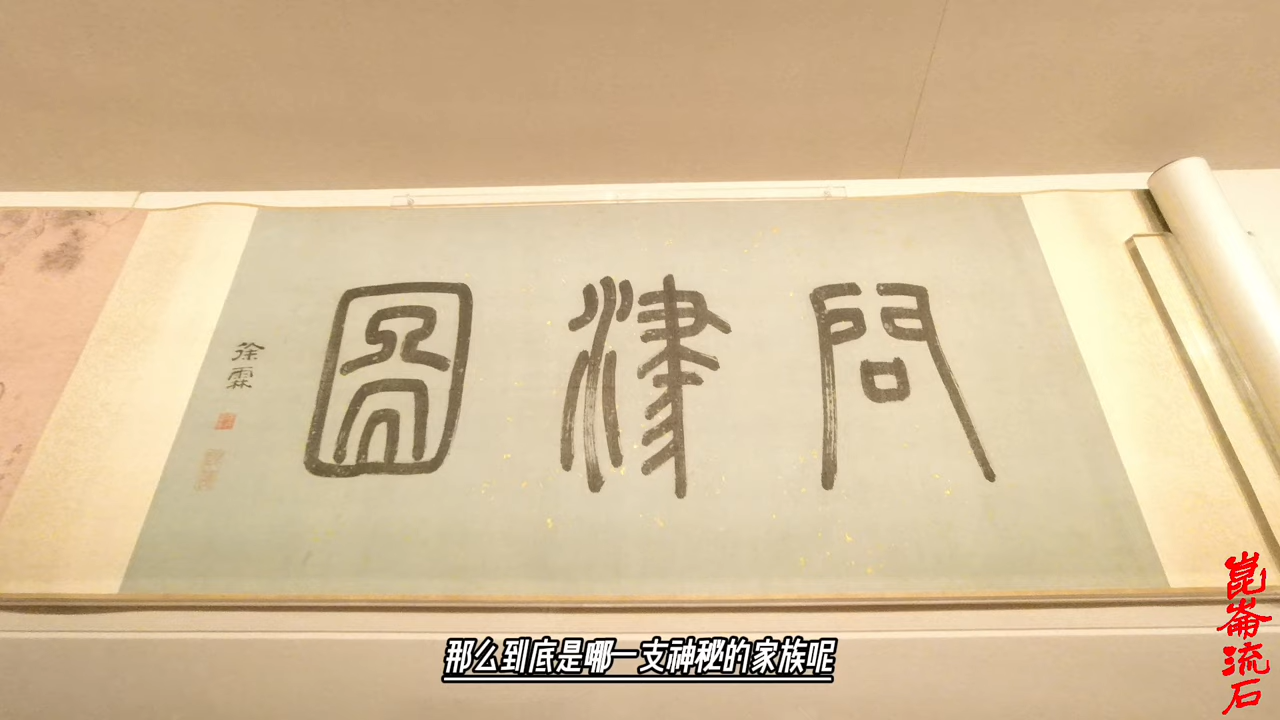 問津圖
徐霖
那么到底是哪一支神秘的家族呢
崑崙流石